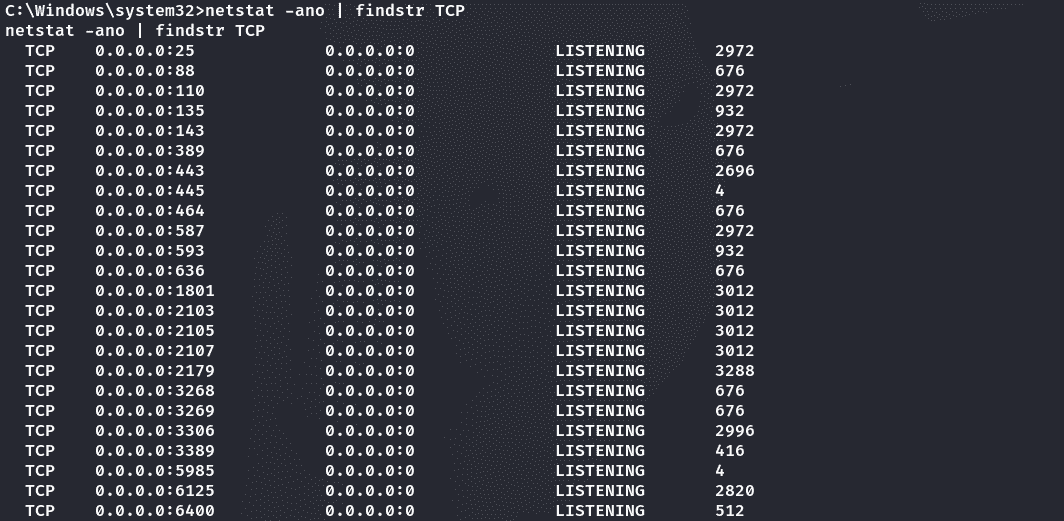 C:\Windows\system32>netstat -ano | findstr TCP
netstat -ano | findstr TCP
  TCP    0.0.0.0:25             0.0.0.0:0              LISTENING       2972
  TCP    0.0.0.0:88             0.0.0.0:0              LISTENING       676
  TCP    0.0.0.0:110            0.0.0.0:0              LISTENING       2972
  TCP    0.0.0.0:135            0.0.0.0:0              LISTENING       932
  TCP    0.0.0.0:143            0.0.0.0:0              LISTENING       2972
  TCP    0.0.0.0:389            0.0.0.0:0              LISTENING       676
  TCP    0.0.0.0:443            0.0.0.0:0              LISTENING       2696
  TCP    0.0.0.0:445            0.0.0.0:0              LISTENING       4
  TCP    0.0.0.0:464            0.0.0.0:0              LISTENING       676
  TCP    0.0.0.0:587            0.0.0.0:0              LISTENING       2972
  TCP    0.0.0.0:593            0.0.0.0:0              LISTENING       932
  TCP    0.0.0.0:636            0.0.0.0:0              LISTENING       676
  TCP    0.0.0.0:1801           0.0.0.0:0              LISTENING       3012
  TCP    0.0.0.0:2103           0.0.0.0:0              LISTENING       3012
  TCP    0.0.0.0:2105           0.0.0.0:0              LISTENING       3012
  TCP    0.0.0.0:2107           0.0.0.0:0              LISTENING       3012
  TCP    0.0.0.0:2179           0.0.0.0:0              LISTENING       3288
  TCP    0.0.0.0:3268           0.0.0.0:0              LISTENING       676
  TCP    0.0.0.0:3269           0.0.0.0:0              LISTENING       676
  TCP    0.0.0.0:3306           0.0.0.0:0              LISTENING       2996
  TCP    0.0.0.0:3389           0.0.0.0:0              LISTENING       416
  TCP    0.0.0.0:5985           0.0.0.0:0              LISTENING       4
  TCP    0.0.0.0:6125           0.0.0.0:0              LISTENING       2820
  TCP    0.0.0.0:6400           0.0.0.0:0              LISTENING       512